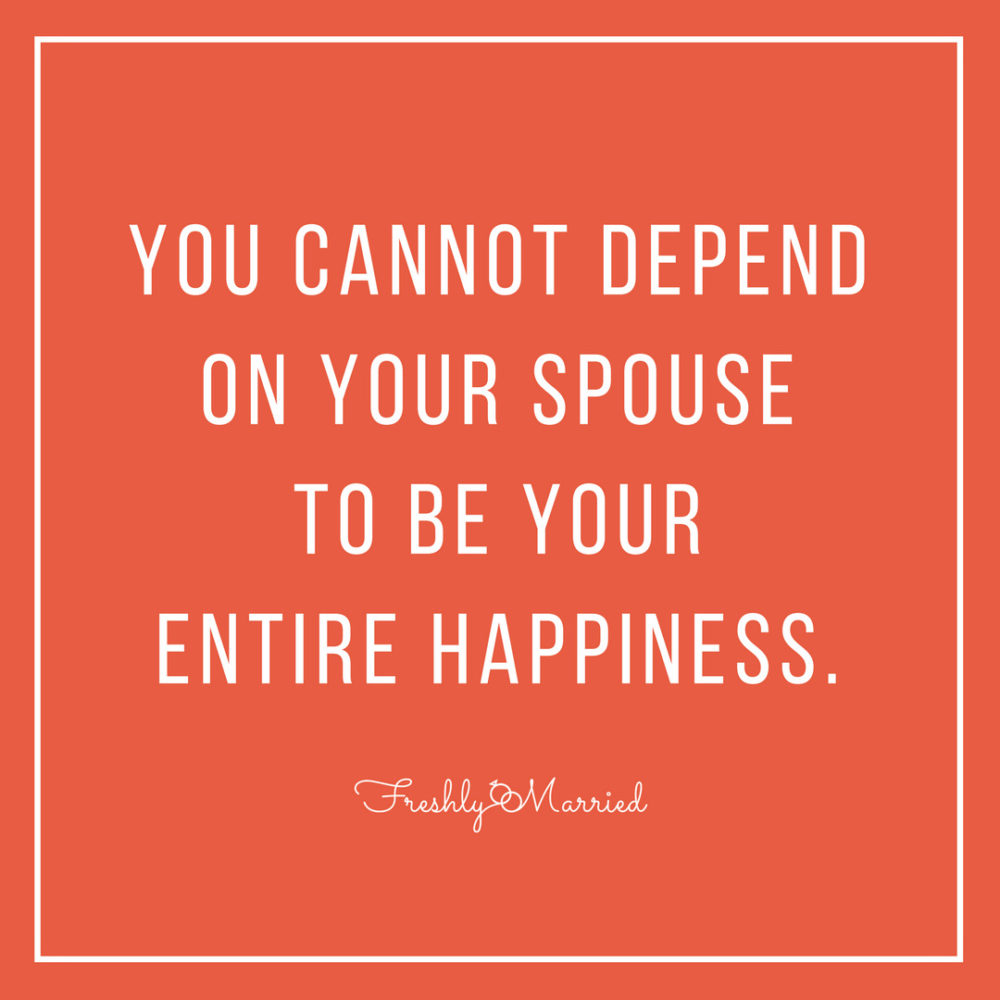 YOU CANNOT DEPEND
ON YOUR SPOUSE
TO BE YOUR
ENTIRE HAPPINESS.
Freshly Married